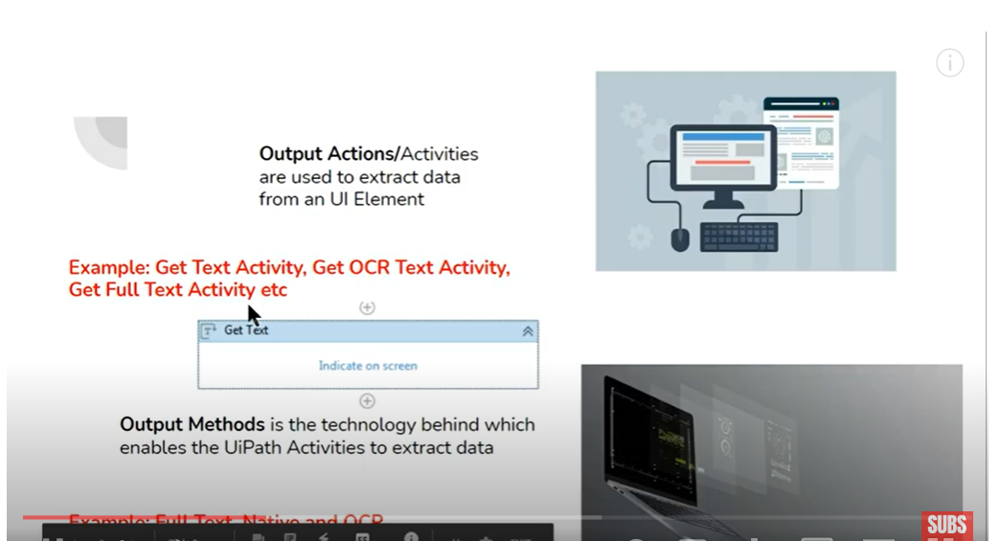 Output Actions/Activities
are used to extract data
from an UI Element
Example: Get Text Activity, Get OCR Text Activity,
Get Full Text Activity etc
Get Text
Indicate on screen
Output Methods is the technology behind which
enables the UiPath Activities to extract data
Example: Full Text, Native and OCR
SUBS